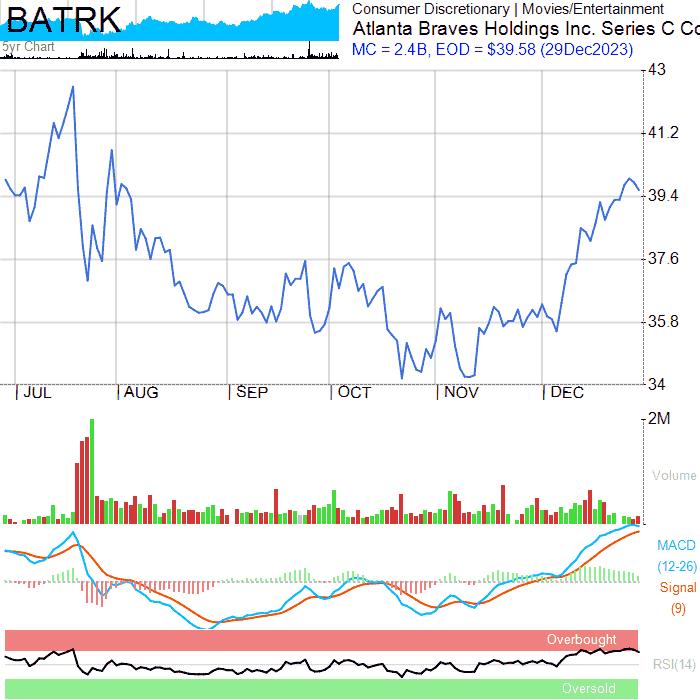 BATRK
5yr Chart
Consumer Discretionary | Movies/Entertainment
Atlanta Braves Holdings Inc. Series C Co
MC = 2.4B, EOD = $39.58 (29Dec2023)
43
41.2
39.4
37.6
35.8
34
JUL AUG SEP OCT NOV DEC
2M
Volume
MACD
(12-26)
Signal
(9)
Overbought
RSI(14)
Oversold